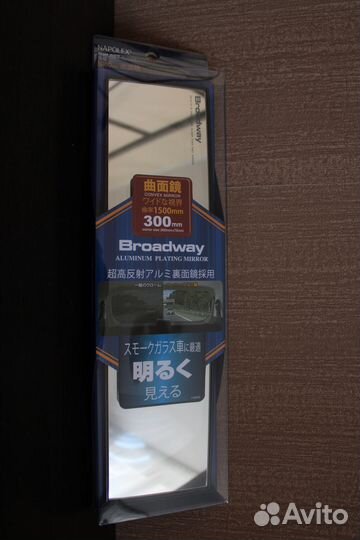 NAPOLEX
Broadway
曲面鏡
CONVEX MIRROR
ワイドな視界
曲率1500mm
300mm
Broadway
ALUMINUM PLATING MIRROR
超高反射アルミ裏面鏡採用
スモークガラス車に最適
明るく
見える
Avito